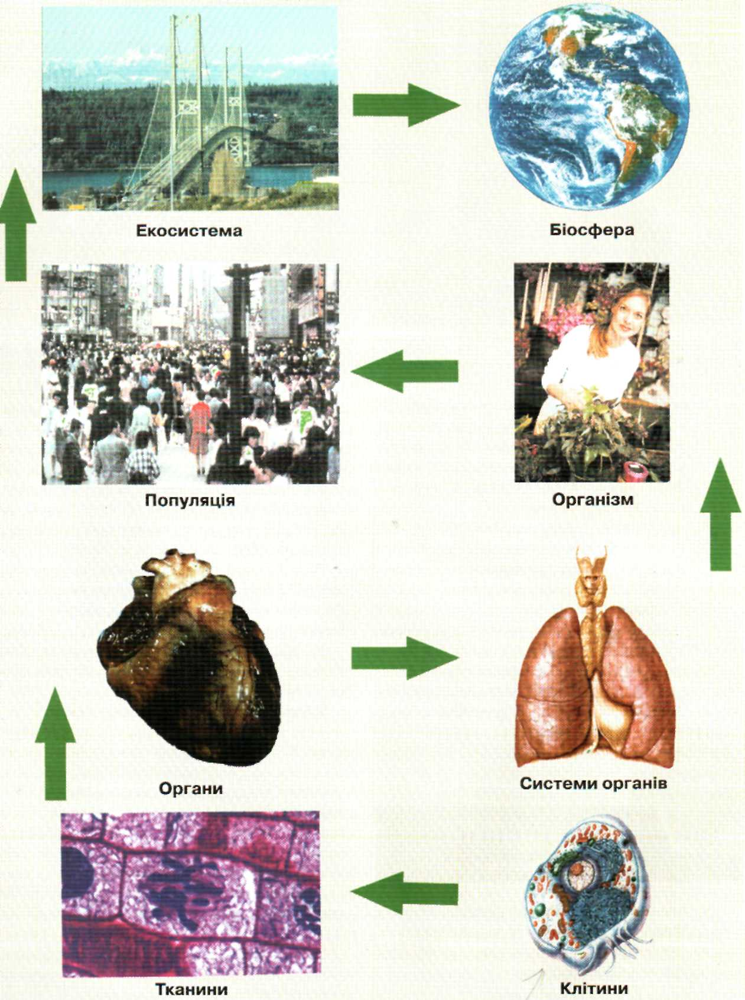 Екосистема
Біосфера
Популяція
Організм
Органи
Системи органів
Тканини
Клітини